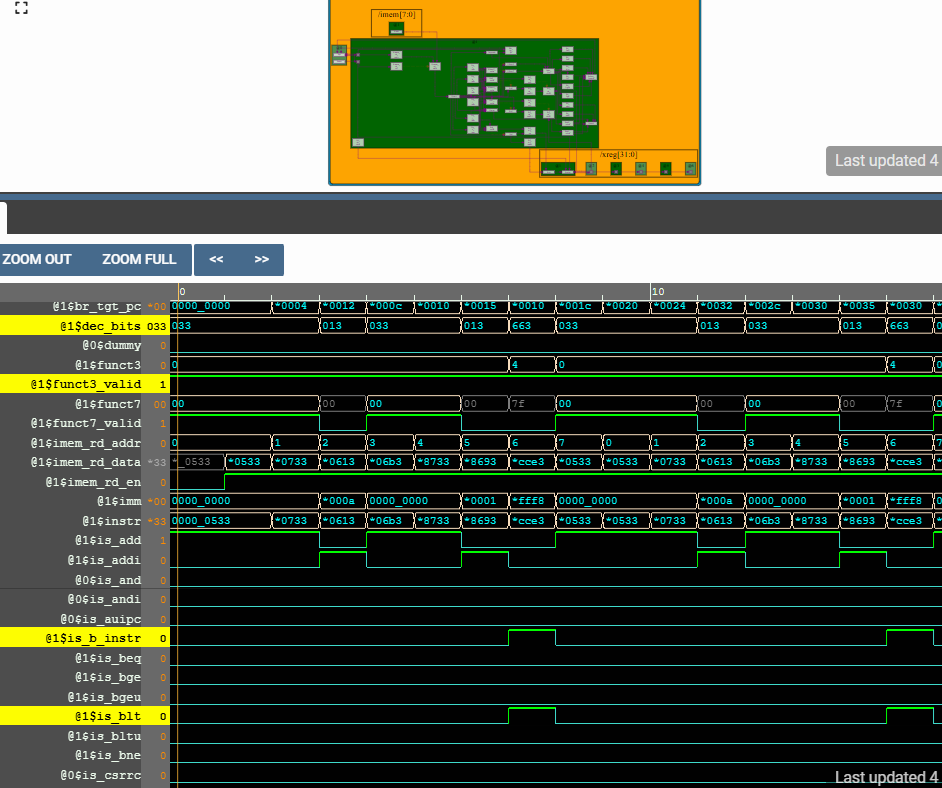 /imem[7:0]
/xreg[31:0]
Last updated 4
ZOOM OUT ZOOM FULL << >>
0 10
@1$br_tgt_pc *00 0000_0000 *0004 *0012 *000c *0010 *0015 *0010 *001c *0020 *0024 *0032 *002c *0030 *0035 *0030 *
@1$dec_bits 033 033 013 033 013 663 033 013 033 013 663 0
@0$dummy 0
@1$funct3 0 0 4 0 4 0
@1$funct3_valid 1
@1$funct7 00 00 00 00 00 7f 00 00 00 00 7f 0
@1$funct7_valid 1
@1$imem_rd_addr 0 0 1 2 3 4 5 6 7 0 1 2 3 4 5 6 7
@1$imem_rd_data *33 *_0533 *0533 *0733 *0613 *06b3 *8733 *8693 *cce3 *0533 *0533 *0733 *0613 *06b3 *8733 *8693 *cce3 *
@1$imem_rd_en 0
@1$imm *00 0000_0000 *000a 0000_0000 *0001 *fff8 0000_0000 *000a 0000_0000 *0001 *fff8 0
@1$instr *33 0000_0533 *0733 *0613 *06b3 *8733 *8693 *cce3 *0533 *0533 *0733 *0613 *06b3 *8733 *8693 *cce3 *
@1$is_add 1
@1$is_addi 0
@0$is_and 0
@0$is_andi 0
@0$is_auipc 0
@1$is_b_instr 0
@1$is_beq 0
@1$is_bge 0
@1$is_bgeu 0
@1$is_blt 0
@1$is_bltu 0
@1$is_bne 0
@0$is_csrrc 0
Last updated 4